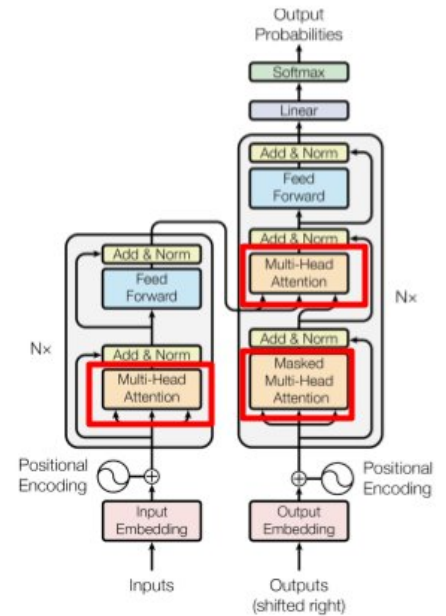 Output
Probabilities
Softmax
Linear
Add & Norm
Feed
Forward
Add & Norm
Multi-Head
Attention
Add & Norm
Masked
Multi-Head
Attention
Nx
Positional
Encoding
Output
Embedding
Outputs
(shifted right)
Add & Norm
Feed
Forward
Add & Norm
Multi-Head
Attention
Nx
Positional
Encoding
Input
Embedding
Inputs